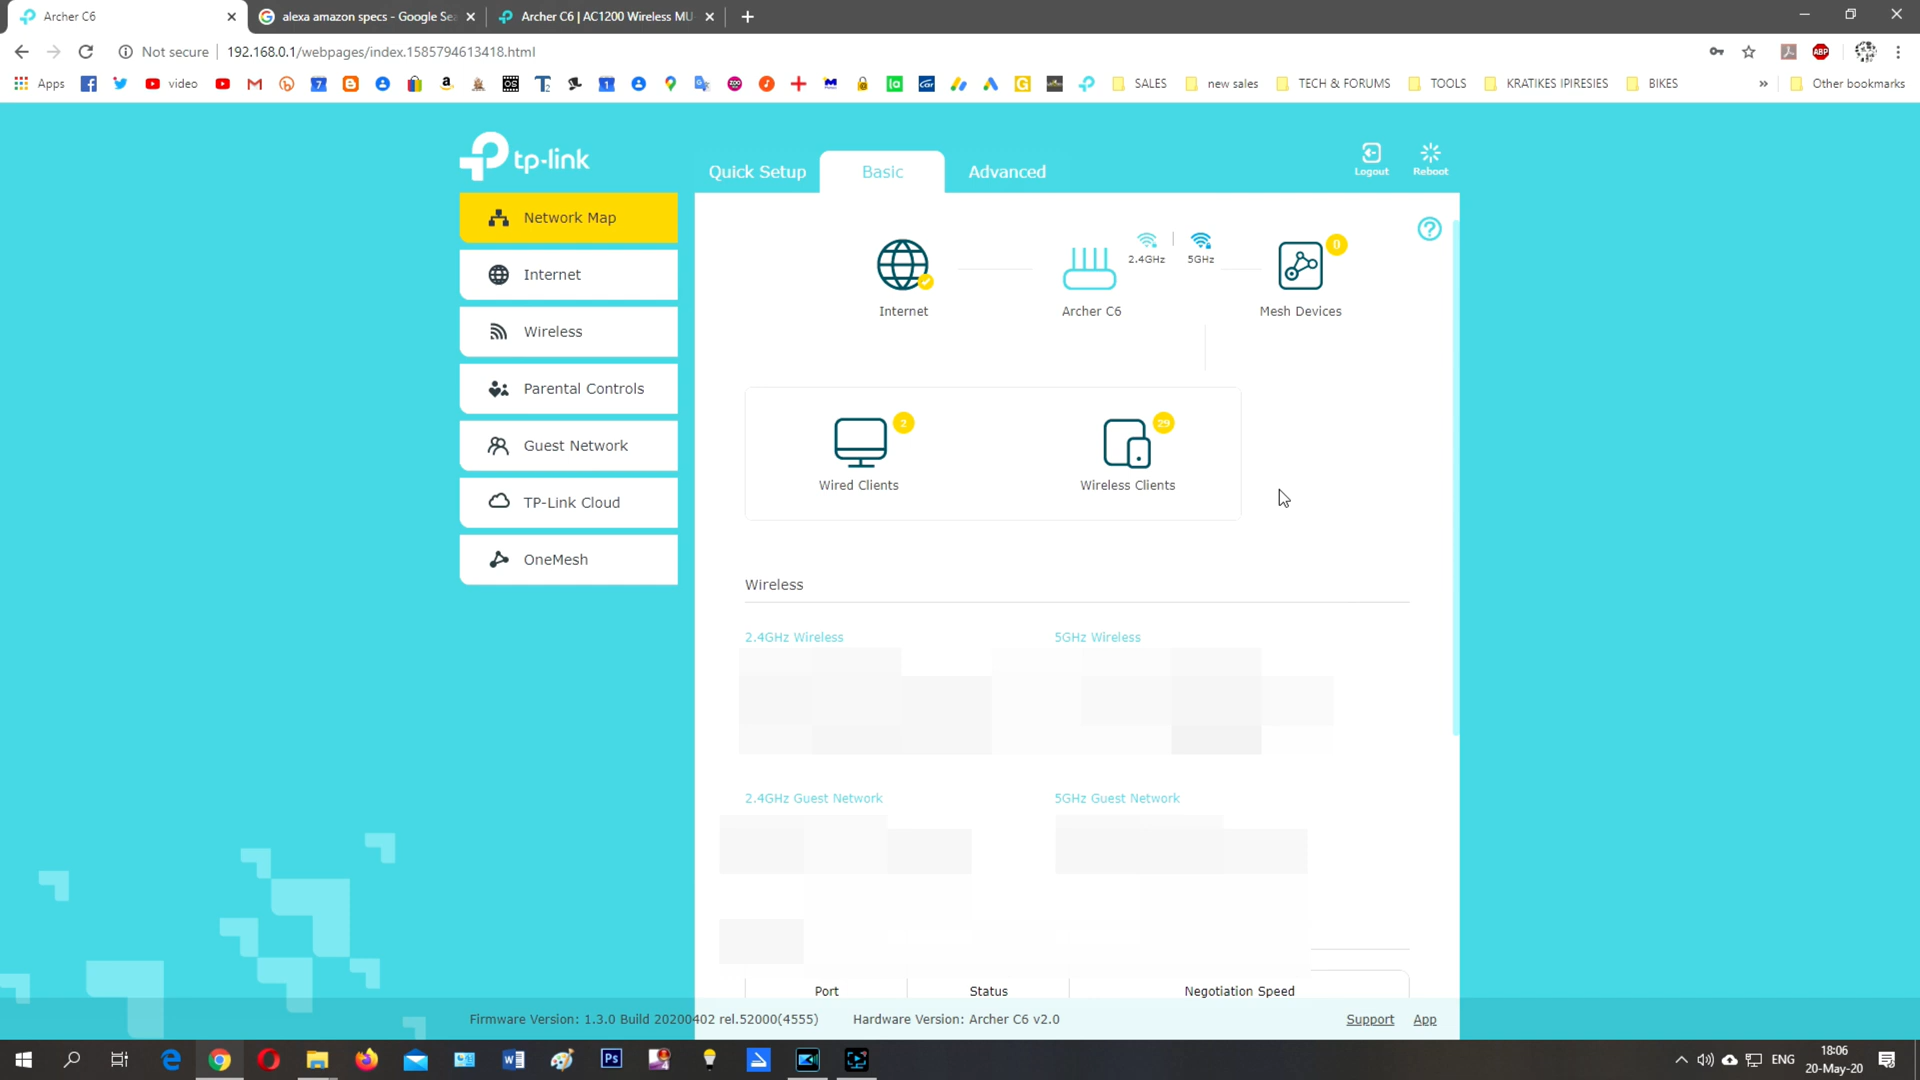 Archer C6
alexa amazon specs - Google Se
Archer C6 | AC1200 Wireless MU
Not secure
192.168.0.1/webpages/index.1585794613418.html
Apps
video
SALES
new sales
TECH & FORUMS
TOOLS
KRATIKES IPIRESIES
BIKES
Other bookmarks
tp-link
Quick Setup
Basic
Advanced
Logout
Reboot
Network Map
Internet
Wireless
Parental Controls
Guest Network
TP-Link Cloud
OneMesh
2.4GHz
5GHz
0
Internet
Archer C6
Mesh Devices
2
29
Wired Clients
Wireless Clients
Wireless
2.4GHz Wireless
5GHz Wireless
2.4GHz Guest Network
5GHz Guest Network
Port
Status
Negotiation Speed
Firmware Version: 1.3.0 Build 20200402 rel.52000(4555)
Hardware Version: Archer C6 v2.0
Support
App
ENG
18:06
20-May-20